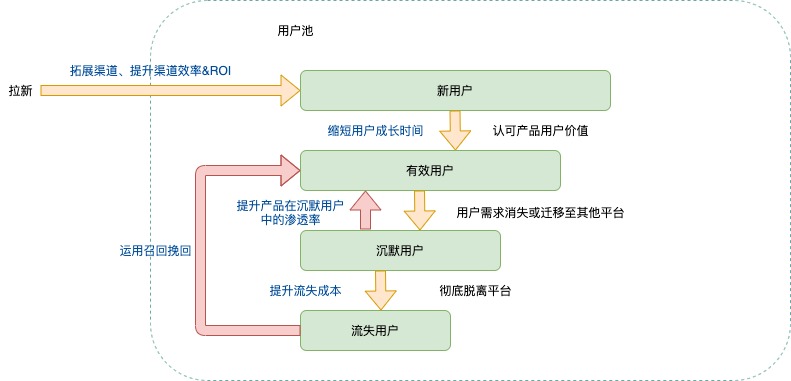 用户池
拓展渠道、提升渠道效率&ROI
拉新
新用户
缩短用户成长时间
认可产品用户价值
有效用户
提升产品在沉默用户
中的渗透率
用户需求消失或迁移至其他平台
沉默用户
运用召回挽回
提升流失成本
彻底脱离平台
流失用户